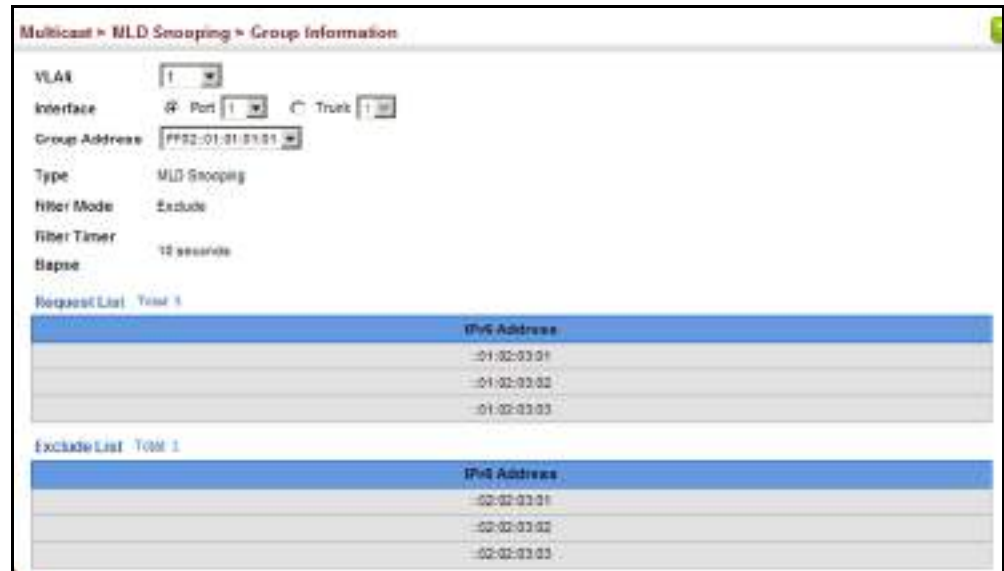 Multicast > MLD Snooping > Group Information
VLAN 1
Interface Port 1 Trunk 1
Group Address FF02::01:01:01:01
Type MLD Snooping
Filter Mode Exclude
Filter Timer
Elapse
10 seconds
Request List Total:
IPv6 Address
::01:02:03:01
::01:02:03:02
::01:02:03:03
Exclude List Total:
IPv6 Address
::02:02:03:01
::02:02:03:02
::02:02:03:03